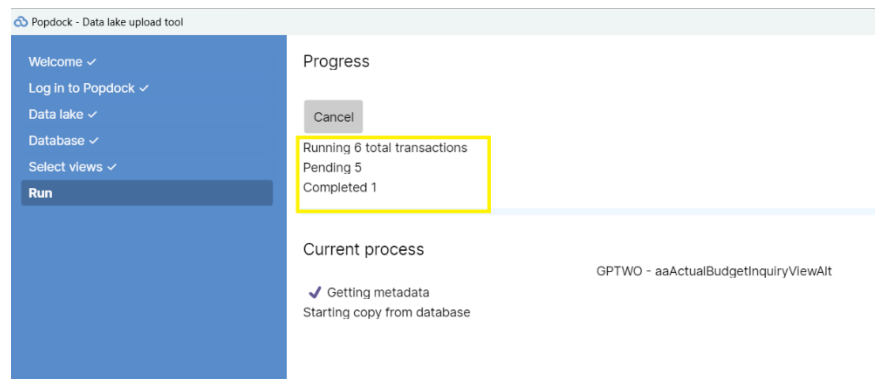 Popdock - Data lake upload tool
Welcome ✓
Log in to Popdock ✓
Data lake ✓
Database ✓
Select views ✓
Run
Progress
Cancel
Running 6 total transactions
Pending 5
Completed 1
Current process
GPTWO - aaActualBudgetInquiryViewAlt
✓ Getting metadata
Starting copy from database